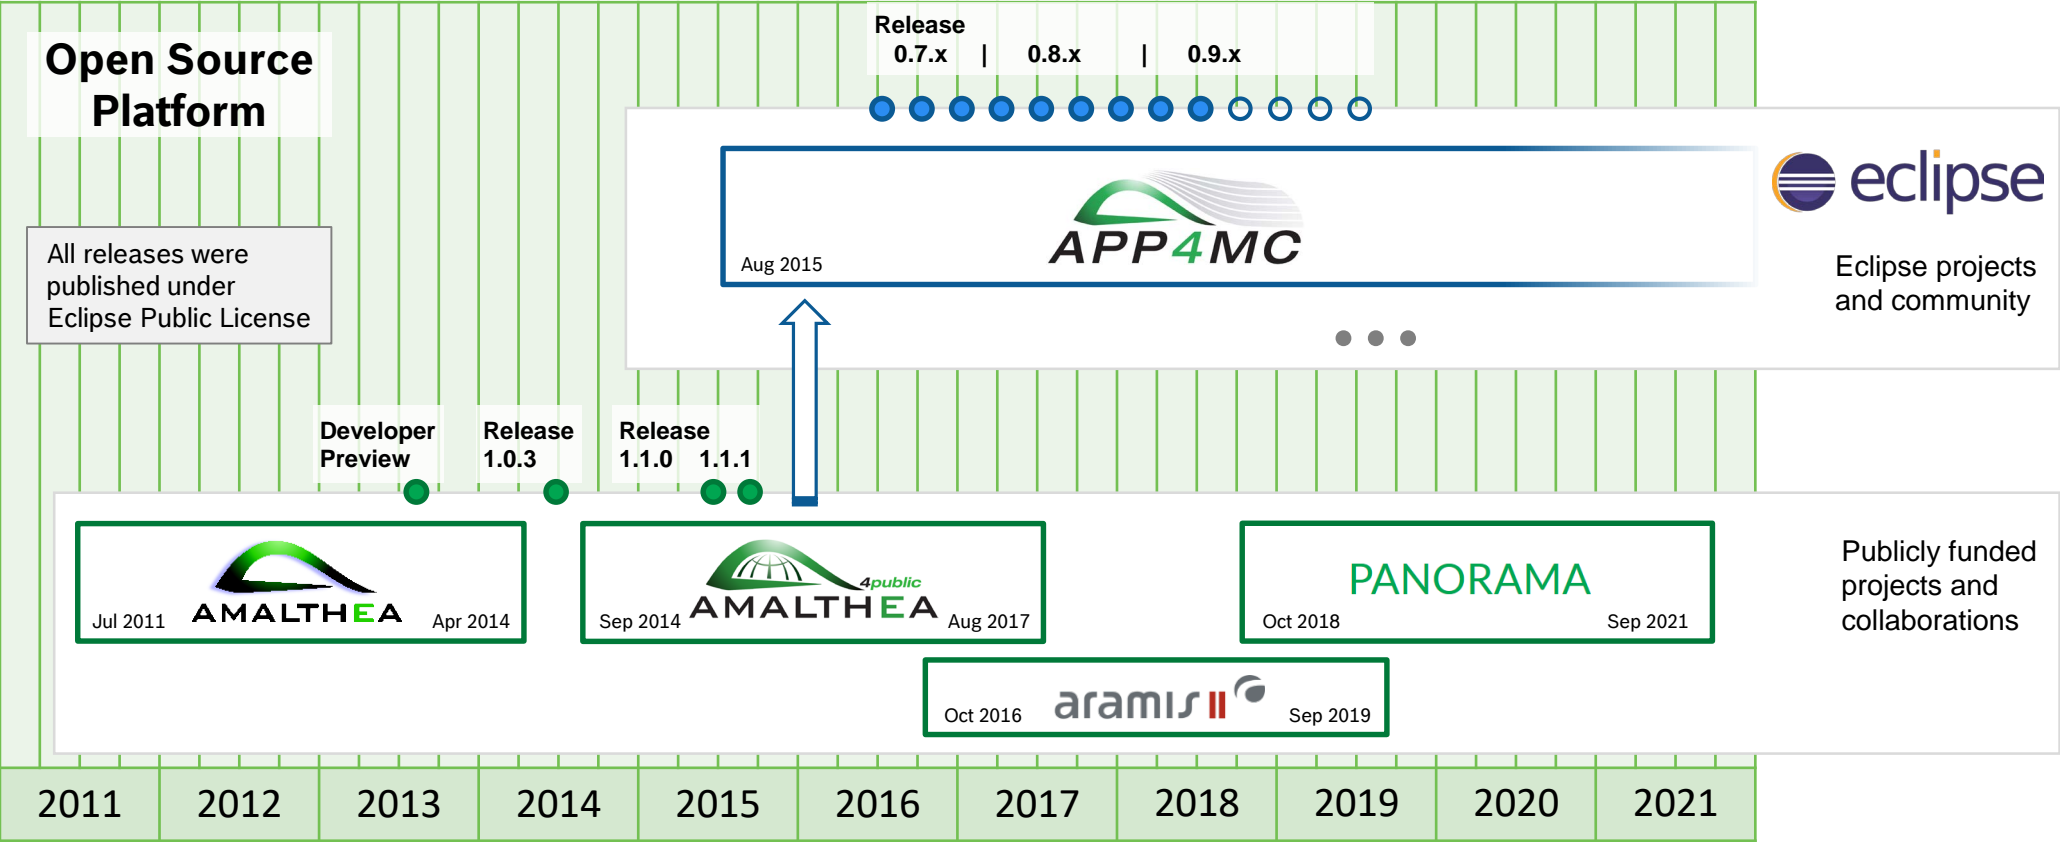 Open Source
Platform
All releases were
published under
Eclipse Public License
Release
0.7.x | 0.8.x | 0.9.x
Aug 2015
APP4MC
eclipse
Eclipse projects
and community
Developer
Preview
Release
1.0.3
Release
1.1.0 1.1.1
Jul 2011
AMALTHEA
Apr 2014
Sep 2014
4public
AMALTHEA
Aug 2017
Oct 2018
PANORAMA
Sep 2021
Oct 2016
aramis II
Sep 2019
Publicly funded
projects and
collaborations
2011 2012 2013 2014 2015 2016 2017 2018 2019 2020 2021